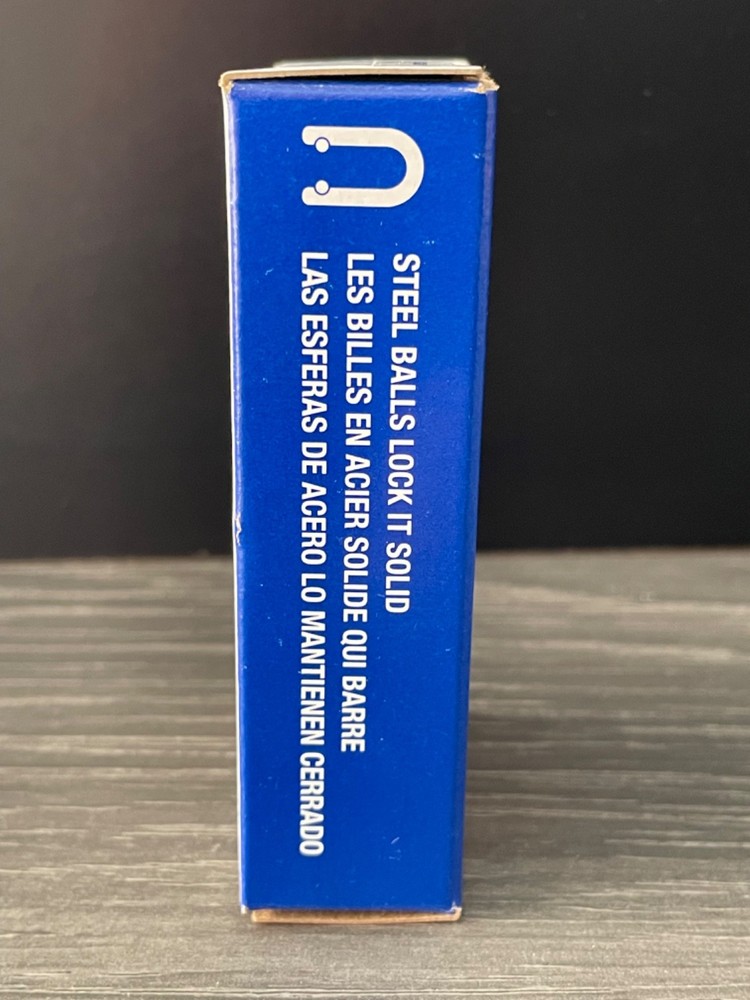 STEEL BALLS LOCK IT SOLID
LES BILLES EN ACIER SOLIDE QUI BARRE
LAS ESFERAS DE ACERO LO MANTIENEN CERRADO